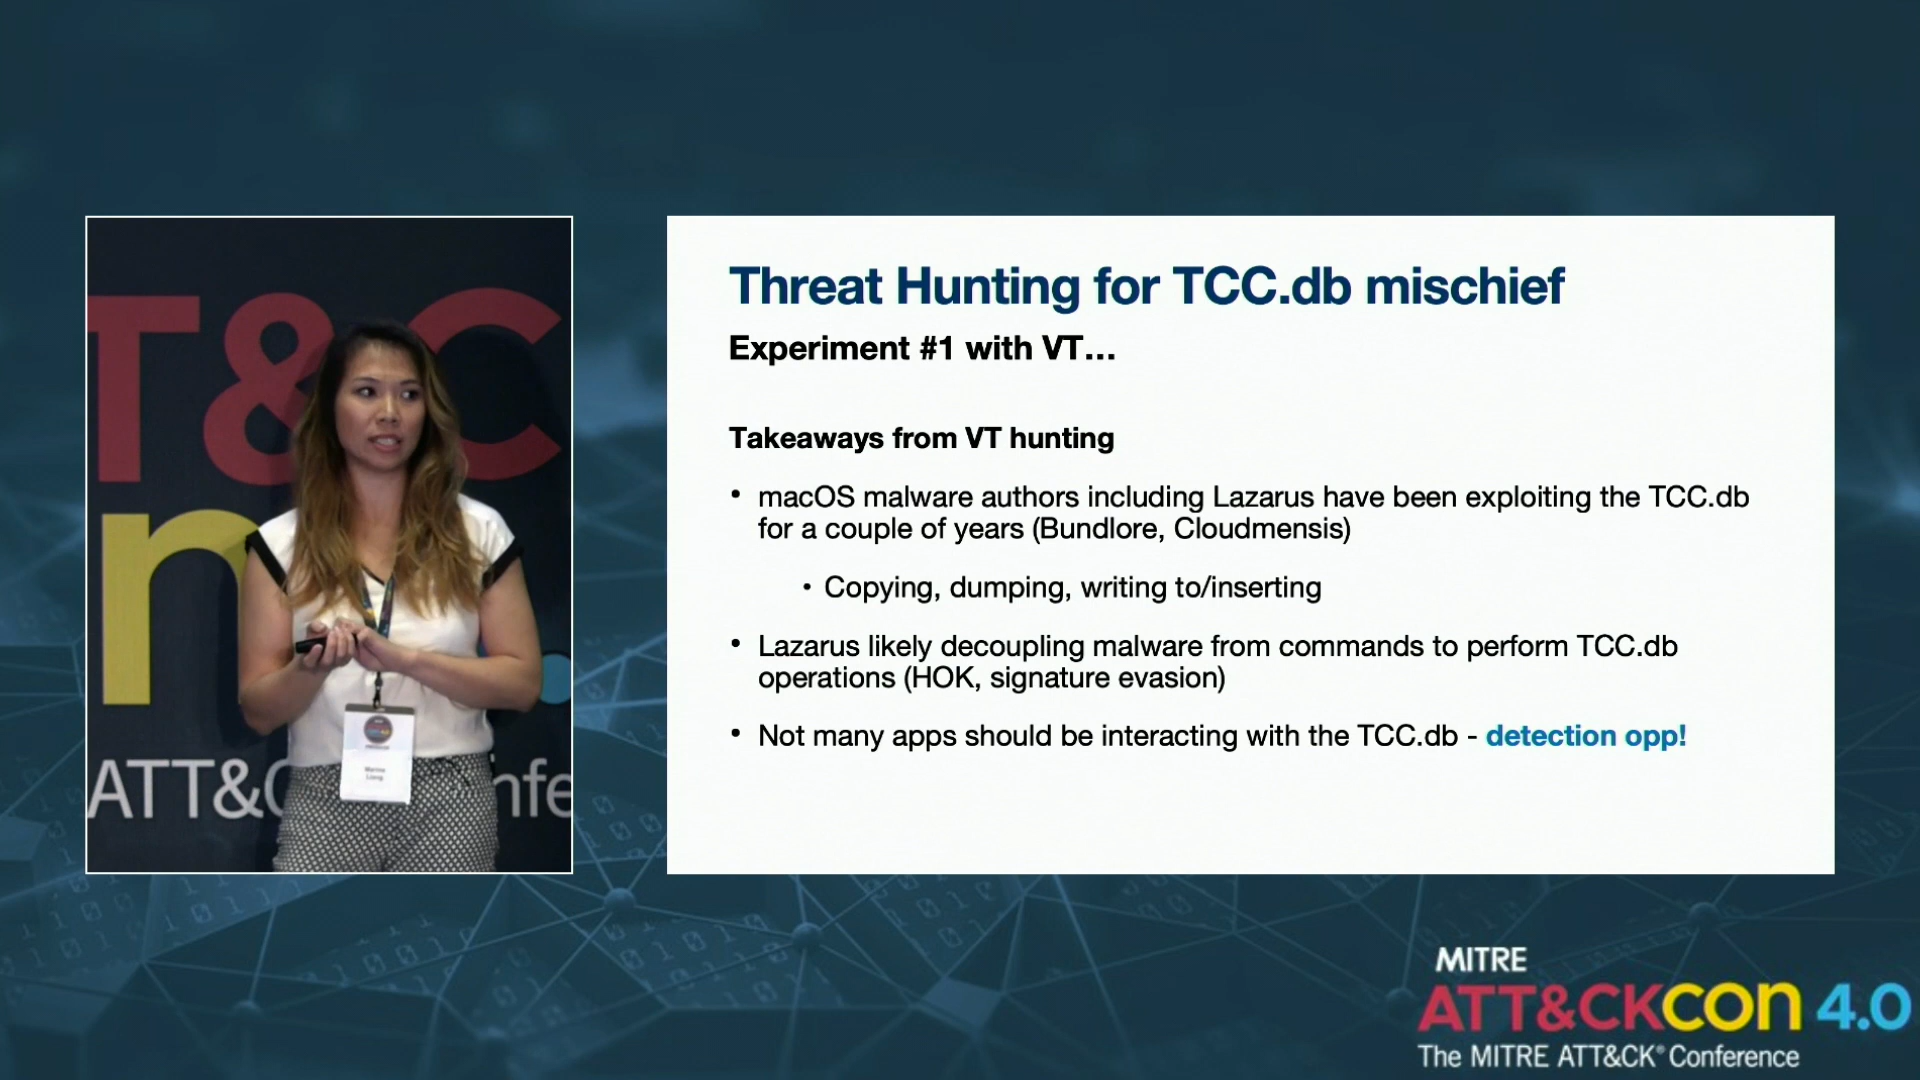 T&C
n
ATT&C
nfe
Threat Hunting for TCC.db mischief
Experiment #1 with VT...
Takeaways from VT hunting
• macOS malware authors including Lazarus have been exploiting the TCC.db
for a couple of years (Bundlore, Cloudmensis)
• Copying, dumping, writing to/inserting
• Lazarus likely decoupling malware from commands to perform TCC.db
operations (HOK, signature evasion)
• Not many apps should be interacting with the TCC.db - detection opp!
MITRE
ATT&CKCON 4.0
The MITRE ATT&CK® Conference